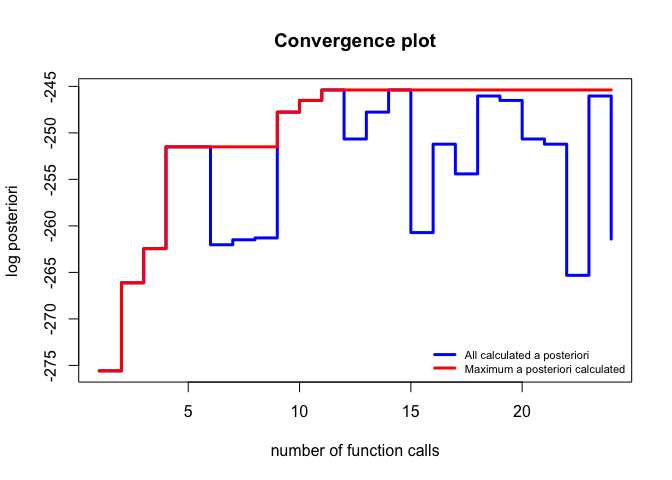 Convergence plot
log posteriori
-245
-250
-255
-260
-265
-270
-275
All calculated a posteriori
Maximum a posteriori calculated
5 10 15 20
number of function calls